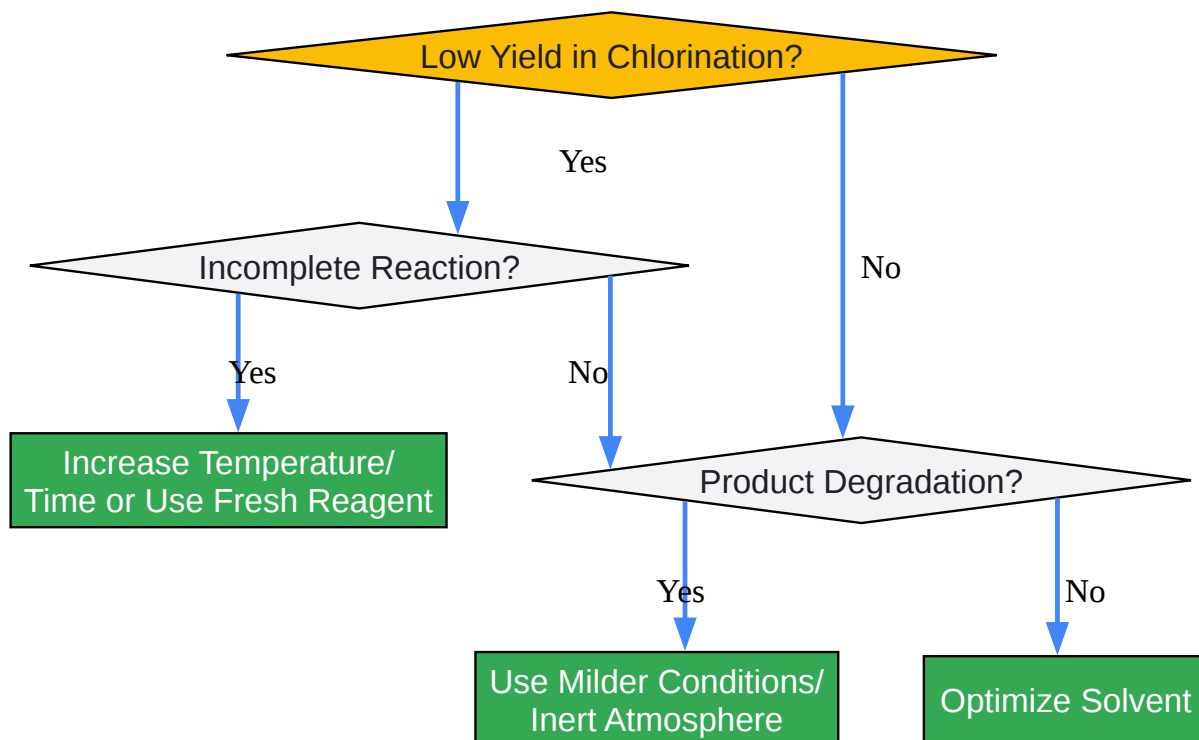 Low Yield in Chlorination?
Yes
Incomplete Reaction?
No
Yes
No
Increase Temperature/
Time or Use Fresh Reagent
Product Degradation?
Yes
No
Use Milder Conditions/
Inert Atmosphere
Optimize Solvent